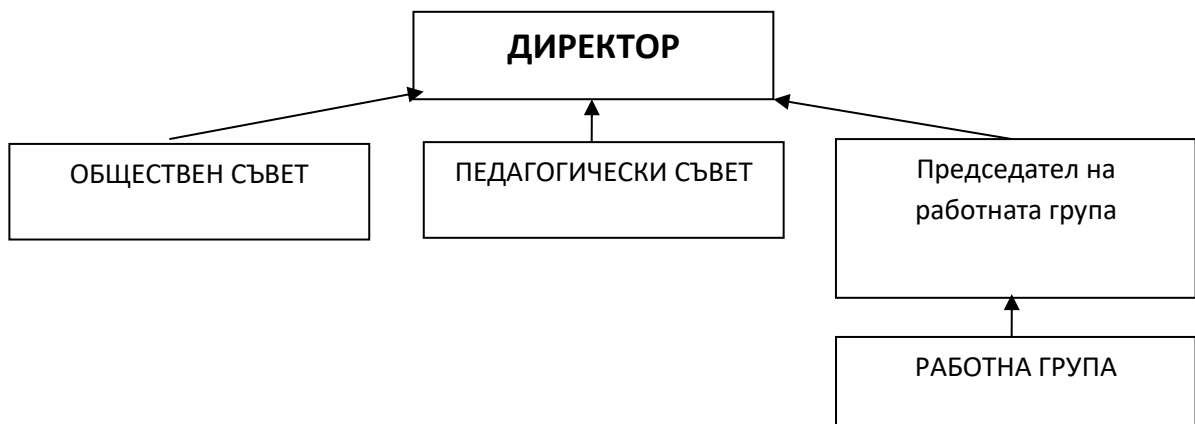 ДИРЕКТОР
ОБЩЕСТВЕН СЪВЕТ
ПЕДАГОГИЧЕСКИ СЪВЕТ
Председател на
работната група
РАБОТНА ГРУПА